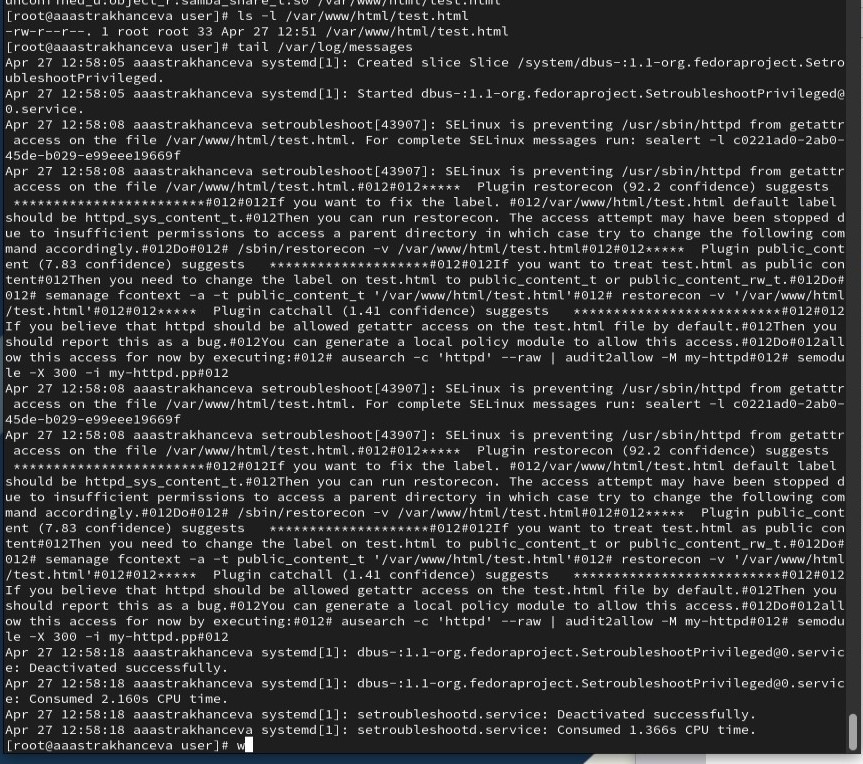 unconfined_u:object_r:samba_share_t:s0 /var/www/html/test.html
[root@aaastrakhanceva user]# ls -l /var/www/html/test.html
-rw-r--r--. 1 root root 33 Apr 27 12:51 /var/www/html/test.html
[root@aaastrakhanceva user]# tail /var/log/messages
Apr 27 12:58:05 aaastrakhanceva systemd[1]: Created slice Slice /system/dbus-:1.1-org.fedoraproject.Setro
ubleshootPrivileged.
Apr 27 12:58:05 aaastrakhanceva systemd[1]: Started dbus-:1.1-org.fedoraproject.SetroubleshootPrivileged@
0.service.
Apr 27 12:58:08 aaastrakhanceva setroubleshoot[43907]: SELinux is preventing /usr/sbin/httpd from getattr
 access on the file /var/www/html/test.html. For complete SELinux messages run: sealert -l c0221ad0-2ab0-
45de-b029-e99eee19669f
Apr 27 12:58:08 aaastrakhanceva setroubleshoot[43907]: SELinux is preventing /usr/sbin/httpd from getattr
 access on the file /var/www/html/test.html.#012#012*****  Plugin restorecon (92.2 confidence) suggests  
 ************************#012#012If you want to fix the label. #012/var/www/html/test.html default label 
should be httpd_sys_content_t.#012Then you can run restorecon. The access attempt may have been stopped d
ue to insufficient permissions to access a parent directory in which case try to change the following com
mand accordingly.#012Do#012# /sbin/restorecon -v /var/www/html/test.html#012#012*****  Plugin public_cont
ent (7.83 confidence) suggests   ********************#012#012If you want to treat test.html as public con
tent#012Then you need to change the label on test.html to public_content_t or public_content_rw_t.#012Do#
012# semanage fcontext -a -t public_content_t '/var/www/html/test.html'#012# restorecon -v '/var/www/html
/test.html'#012#012*****  Plugin catchall (1.41 confidence) suggests   **************************#012#012
If you believe that httpd should be allowed getattr access on the test.html file by default.#012Then you 
should report this as a bug.#012You can generate a local policy module to allow this access.#012Do#012all
ow this access for now by executing:#012# ausearch -c 'httpd' --raw | audit2allow -M my-httpd#012# semodu
le -X 300 -i my-httpd.pp#012
Apr 27 12:58:08 aaastrakhanceva setroubleshoot[43907]: SELinux is preventing /usr/sbin/httpd from getattr
 access on the file /var/www/html/test.html. For complete SELinux messages run: sealert -l c0221ad0-2ab0-
45de-b029-e99eee19669f
Apr 27 12:58:08 aaastrakhanceva setroubleshoot[43907]: SELinux is preventing /usr/sbin/httpd from getattr
 access on the file /var/www/html/test.html.#012#012*****  Plugin restorecon (92.2 confidence) suggests  
 ************************#012#012If you want to fix the label. #012/var/www/html/test.html default label 
should be httpd_sys_content_t.#012Then you can run restorecon. The access attempt may have been stopped d
ue to insufficient permissions to access a parent directory in which case try to change the following com
mand accordingly.#012Do#012# /sbin/restorecon -v /var/www/html/test.html#012#012*****  Plugin public_cont
ent (7.83 confidence) suggests   ********************#012#012If you want to treat test.html as public con
tent#012Then you need to change the label on test.html to public_content_t or public_content_rw_t.#012Do#
012# semanage fcontext -a -t public_content_t '/var/www/html/test.html'#012# restorecon -v '/var/www/html
/test.html'#012#012*****  Plugin catchall (1.41 confidence) suggests   **************************#012#012
If you believe that httpd should be allowed getattr access on the test.html file by default.#012Then you 
should report this as a bug.#012You can generate a local policy module to allow this access.#012Do#012all
ow this access for now by executing:#012# ausearch -c 'httpd' --raw | audit2allow -M my-httpd#012# semodu
le -X 300 -i my-httpd.pp#012
Apr 27 12:58:18 aaastrakhanceva systemd[1]: dbus-:1.1-org.fedoraproject.SetroubleshootPrivileged@0.servic
e: Deactivated successfully.
Apr 27 12:58:18 aaastrakhanceva systemd[1]: dbus-:1.1-org.fedoraproject.SetroubleshootPrivileged@0.servic
e: Consumed 2.160s CPU time.
Apr 27 12:58:18 aaastrakhanceva systemd[1]: setroubleshootd.service: Deactivated successfully.
Apr 27 12:58:18 aaastrakhanceva systemd[1]: setroubleshootd.service: Consumed 1.366s CPU time.
[root@aaastrakhanceva user]# w